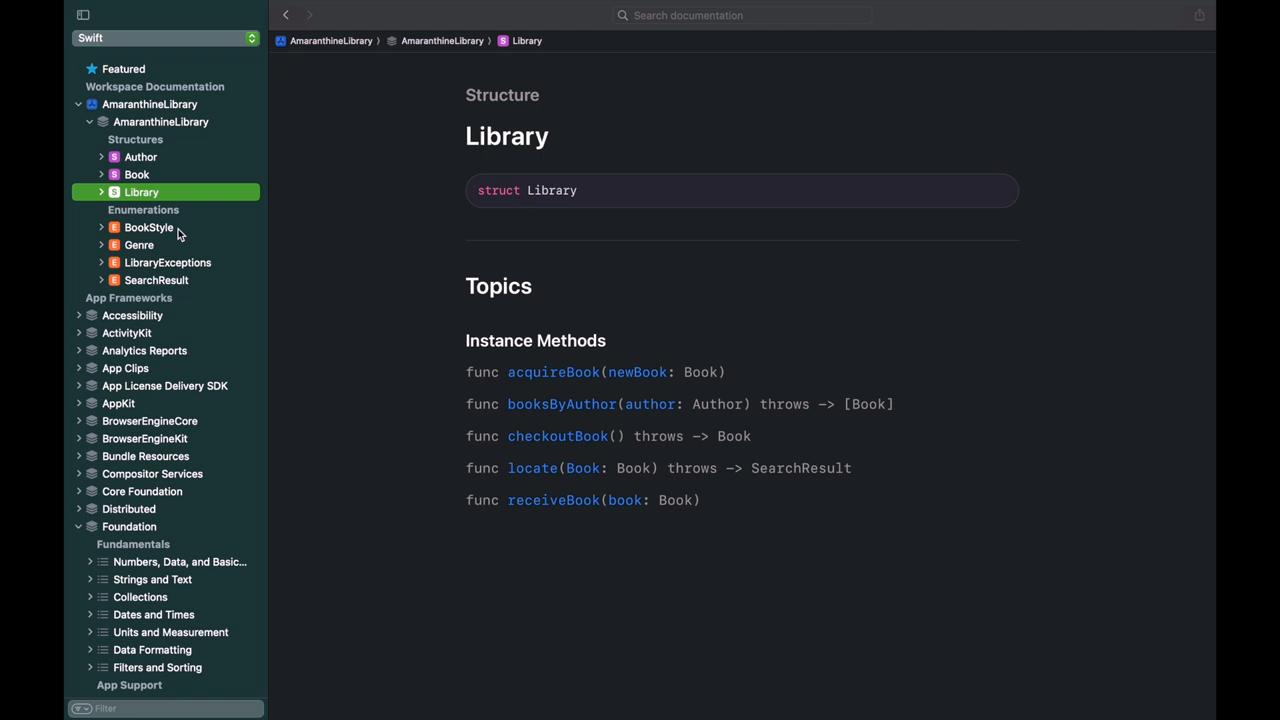 Swift
Featured
Workspace Documentation
AmaranthineLibrary
AmaranthineLibrary
Structures
S Author
S Book
S Library
Enumerations
E BookStyle
E Genre
E LibraryExceptions
E SearchResult
App Frameworks
Accessibility
ActivityKit
Analytics Reports
App Clips
App License Delivery SDK
AppKit
BrowserEngineCore
BrowserEngineKit
Bundle Resources
Compositor Services
Core Foundation
Distributed
Foundation
Fundamentals
Numbers, Data, and Basic...
Strings and Text
Collections
Dates and Times
Units and Measurement
Data Formatting
Filters and Sorting
App Support
Filter
Search documentation
AmaranthineLibrary ⟩ AmaranthineLibrary ⟩ S Library
Structure
Library
struct Library
Topics
Instance Methods
func acquireBook(newBook: Book)
func booksByAuthor(author: Author) throws -> [Book]
func checkoutBook() throws -> Book
func locate(Book: Book) throws -> SearchResult
func receiveBook(book: Book)